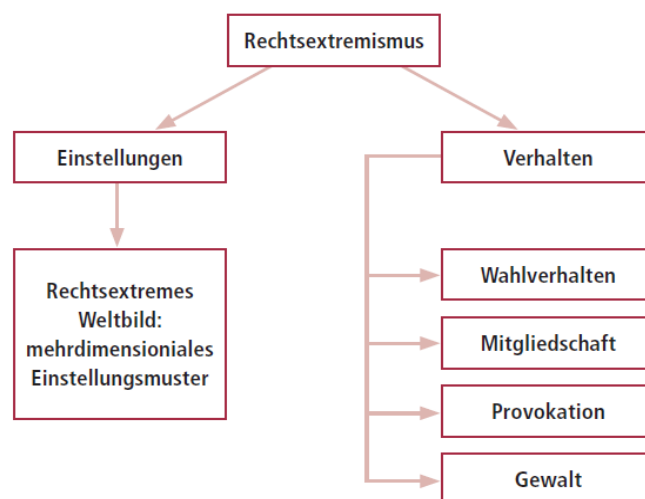 Rechtsextremismus
Einstellungen
Verhalten
Rechtsextremes
Weltbild:
mehrdimensioniales
Einstellungsmuster
Wahlverhalten
Mitgliedschaft
Provokation
Gewalt